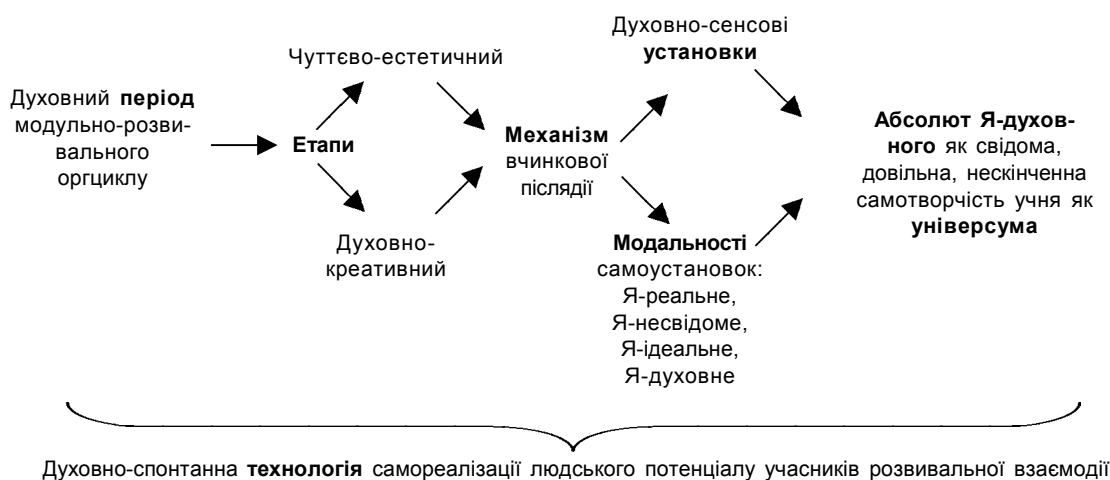 Духовний період
модульно-розви-
вального
оргциклу
Етапи
Чуттєво-естетичний
Духовно-
креативний
Механізм
вчинкової
післядії
Духовно-сенсові
установки
Модальності
самоустановок:
Я-реальне,
Я-несвідоме,
Я-ідеальне,
Я-духовне
Абсолют Я-духов-
ного як свідома,
довільна, нескінченна
самотворчість учня як
універсума
Духовно-спонтанна технологія самореалізації людського потенціалу учасників розвивальної взаємодії